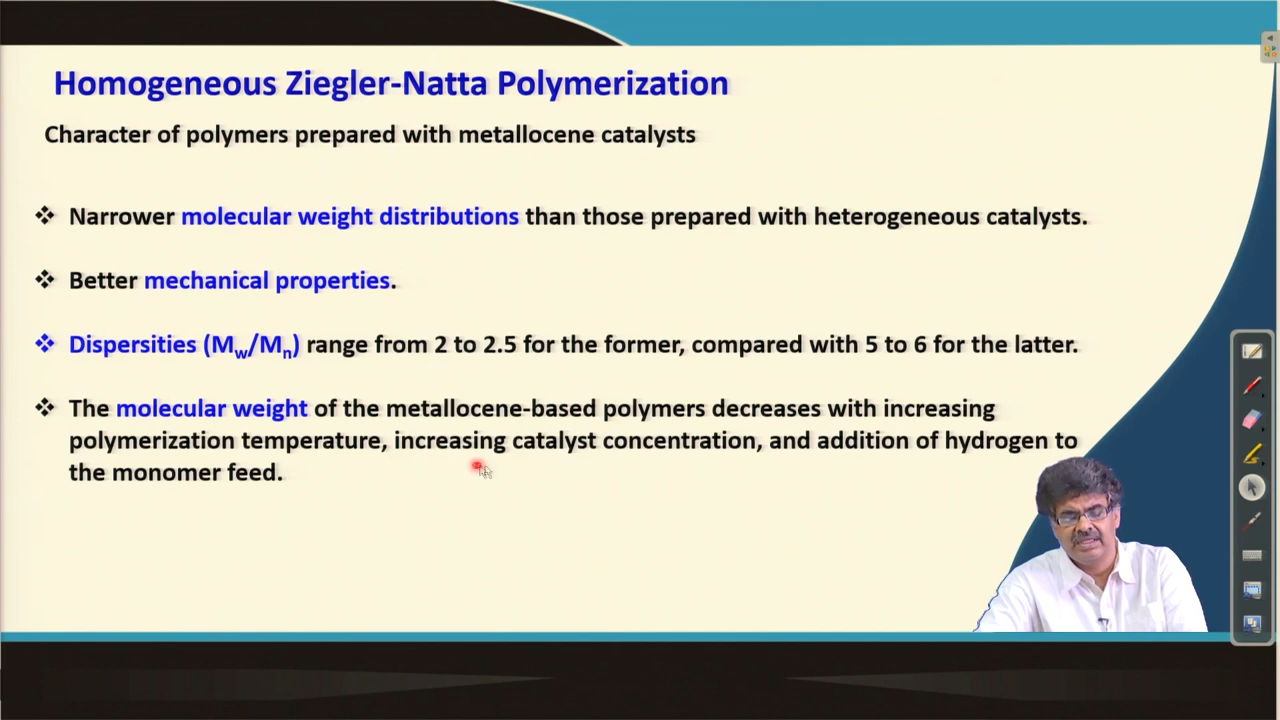 Homogeneous Ziegler-Natta Polymerization
Character of polymers prepared with metallocene catalysts
❖ Narrower molecular weight distributions than those prepared with heterogeneous catalysts.
❖ Better mechanical properties.
❖ Dispersities (Mw/Mn) range from 2 to 2.5 for the former, compared with 5 to 6 for the latter.
❖ The molecular weight of the metallocene-based polymers decreases with increasing
polymerization temperature, increasing catalyst concentration, and addition of hydrogen to
the monomer feed.